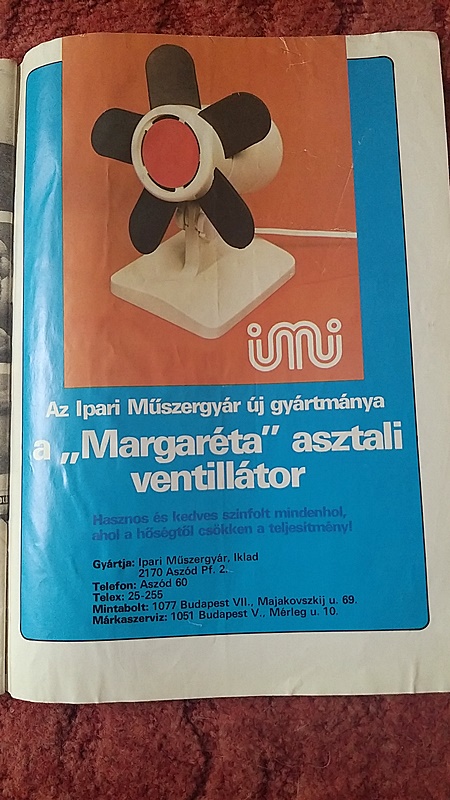 imi
Az Ipari Műszergyár új gyártmánya
a „Margaréta” asztali
ventillátor
Hasznos és kedves színfolt mindenhol,
ahol a hőségtől csökken a teljesítmény!
Gyártja: Ipari Műszergyár, Iklad
2170 Aszód Pf. 2.
Telefon: Aszód 60
Telex: 25-255
Mintabolt: 1077 Budapest VII., Majakovszkij u. 69.
Márkaszerviz: 1051 Budapest V., Mérleg u. 10.